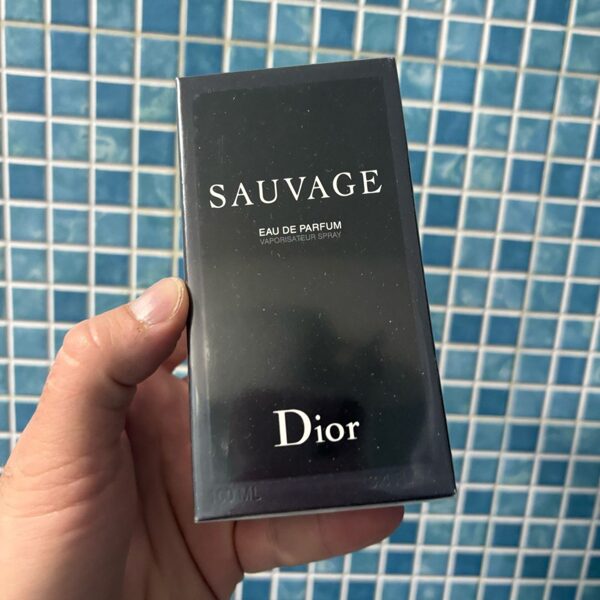 SAUVAGE
EAU DE PARFUM
VAPORISATEUR SPRAY
Dior
100 ML